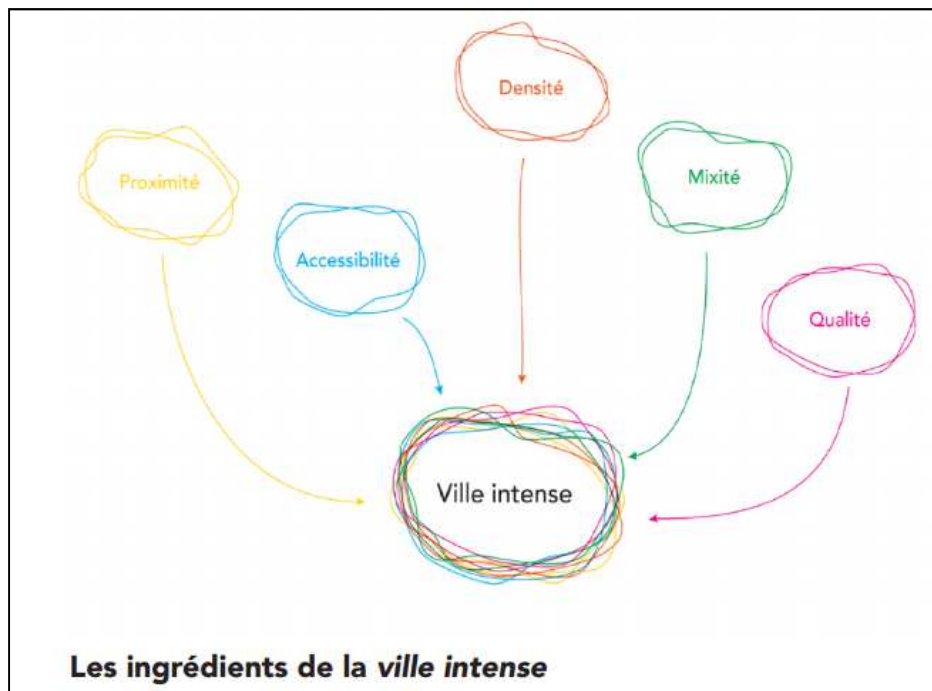 Densité
Proximité
Mixité
Accessibilité
Qualité
Ville intense
Les ingrédients de la ville intense